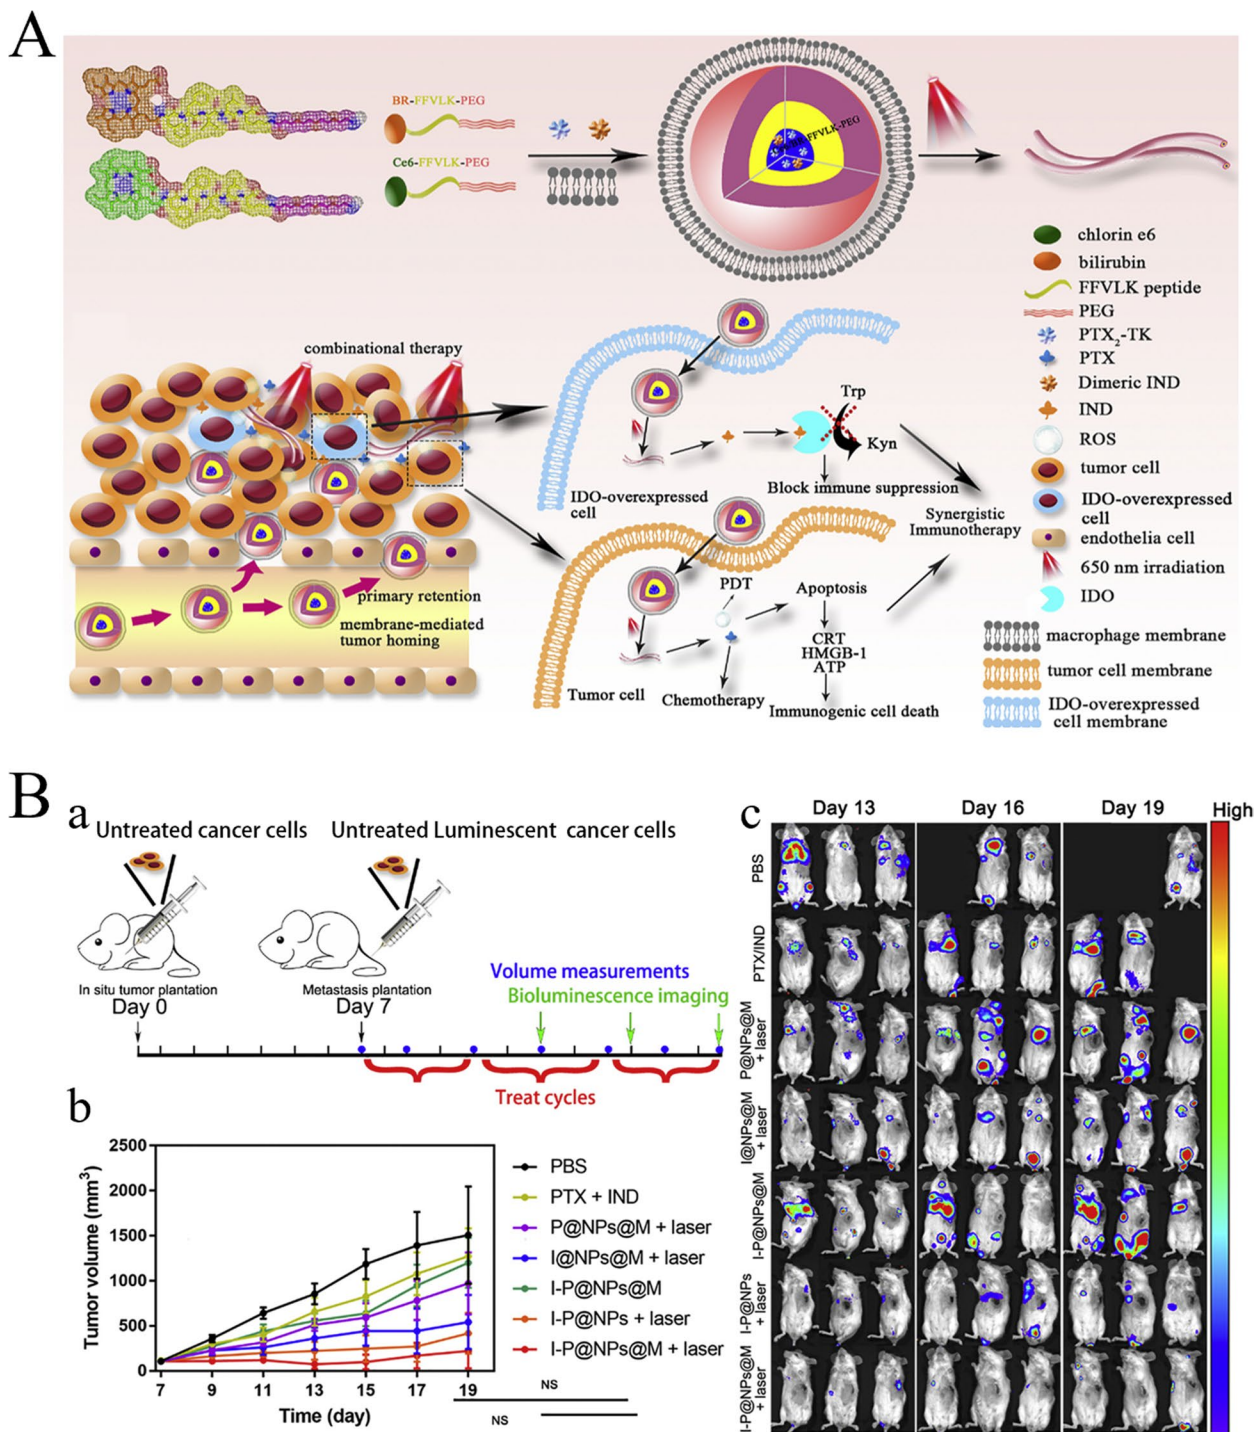 A
BR-FFVLK-PEG
Ce6-FFVLK-PEG
BR-FFVLK-PEG
chlorin e6
bilirubin
FFVLK peptide
PEG
PTX2-TK
PTX
Dimeric IND
IND
ROS
tumor cell
IDO-overexpressed
cell
endothelia cell
650 nm irradiation
IDO
macrophage membrane
tumor cell membrane
IDO-overexpressed
cell membrane
combinational therapy
primary retention
membrane-mediated
tumor homing
Trp
Kyn
IDO-overexpressed
cell
Block immune suppression
Synergistic
Immunotherapy
PDT
Apoptosis
CRT
HMGB-1
ATP
Tumor cell
Chemotherapy
Immunogenic cell death
B
a
Untreated cancer cells
Untreated Luminescent cancer cells
In situ tumor plantation
Day 0
Metastasis plantation
Day 7
Volume measurements
Bioluminescence imaging
Treat cycles
b
Tumor volume (mm3)
2500
2000
1500
1000
500
0
7 9 11 13 15 17 19
Time (day)
PBS
PTX + IND
P@NPs@M + laser
I@NPs@M + laser
I-P@NPs@M
I-P@NPs + laser
I-P@NPs@M + laser
NS
NS
c
Day 13 Day 16 Day 19
High
PBS
PTX/IND
P@NPs@M
+ laser
I@NPs@M
+ laser
I-P@NPs@M
I-P@NPs
+ laser
I-P@NPs@M
+ laser